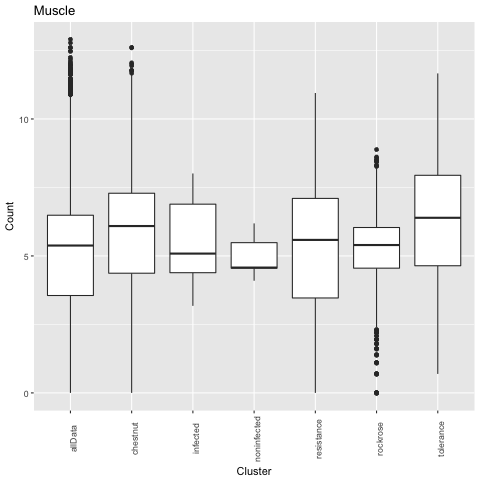 Muscle
Count
10
5
0
allData
chestnut
infected
noninfected
resistance
rockrose
tolerance
Cluster